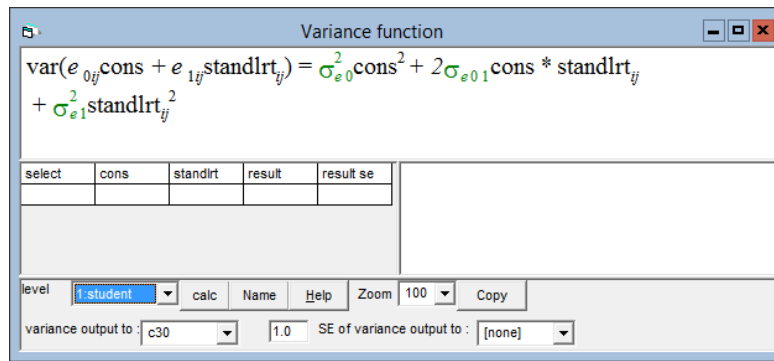 Variance function
var(e₀ᵢⱼcons + e₁ᵢⱼstandlrtᵢⱼ) = σ²ₑ₀cons² + 2σₑ₀₁cons * standlrtᵢⱼ
+ σ²ₑ₁standlrtᵢⱼ²
select cons standlrt result result se
level 1:student calc Name Help Zoom 100 Copy
variance output to : c30 1.0 SE of variance output to : [none]